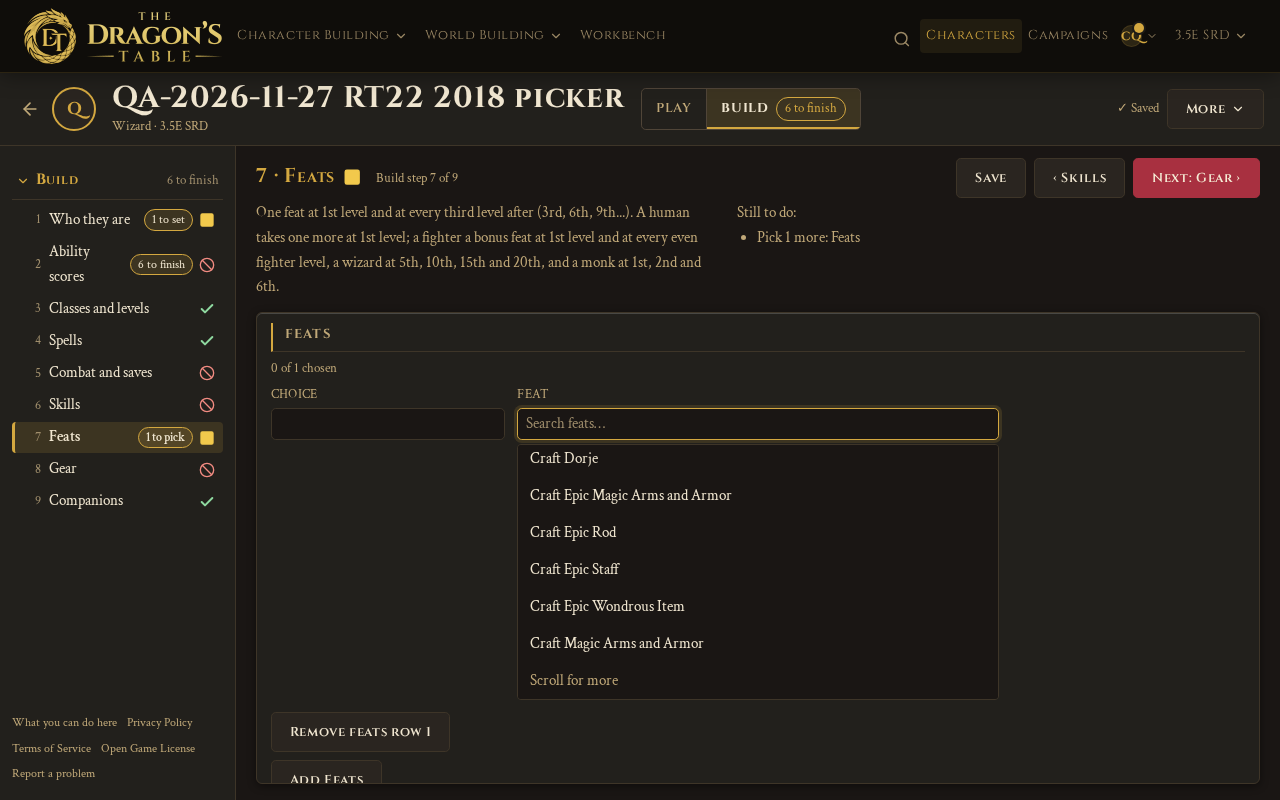 THE
DRAGON'S
TABLE
DT
CHARACTER BUILDING
WORLD BUILDING
WORKBENCH
CHARACTERS
CAMPAIGNS
CQ
3.5E SRD
Q
QA-2026-11-27 RT22 2018 PICKER
Wizard · 3.5E SRD
PLAY
BUILD 6 to finish
✓ Saved
MORE
BUILD 6 to finish
1 Who they are 1 to set
2 Ability scores 6 to finish
3 Classes and levels
4 Spells
5 Combat and saves
6 Skills
7 Feats 1 to pick
8 Gear
9 Companions
What you can do here Privacy Policy
Terms of Service Open Game License
Report a problem
7 · FEATS Build step 7 of 9
SAVE
‹ SKILLS
NEXT: GEAR ›
One feat at 1st level and at every third level after (3rd, 6th, 9th...). A human
takes one more at 1st level; a fighter a bonus feat at 1st level and at every even
fighter level, a wizard at 5th, 10th, 15th and 20th, and a monk at 1st, 2nd and
6th.
Still to do:
• Pick 1 more: Feats
FEATS
0 of 1 chosen
CHOICE
FEAT
Search feats...
Craft Dorje
Craft Epic Magic Arms and Armor
Craft Epic Rod
Craft Epic Staff
Craft Epic Wondrous Item
Craft Magic Arms and Armor
Scroll for more
REMOVE FEATS ROW 1
ADD FEATS